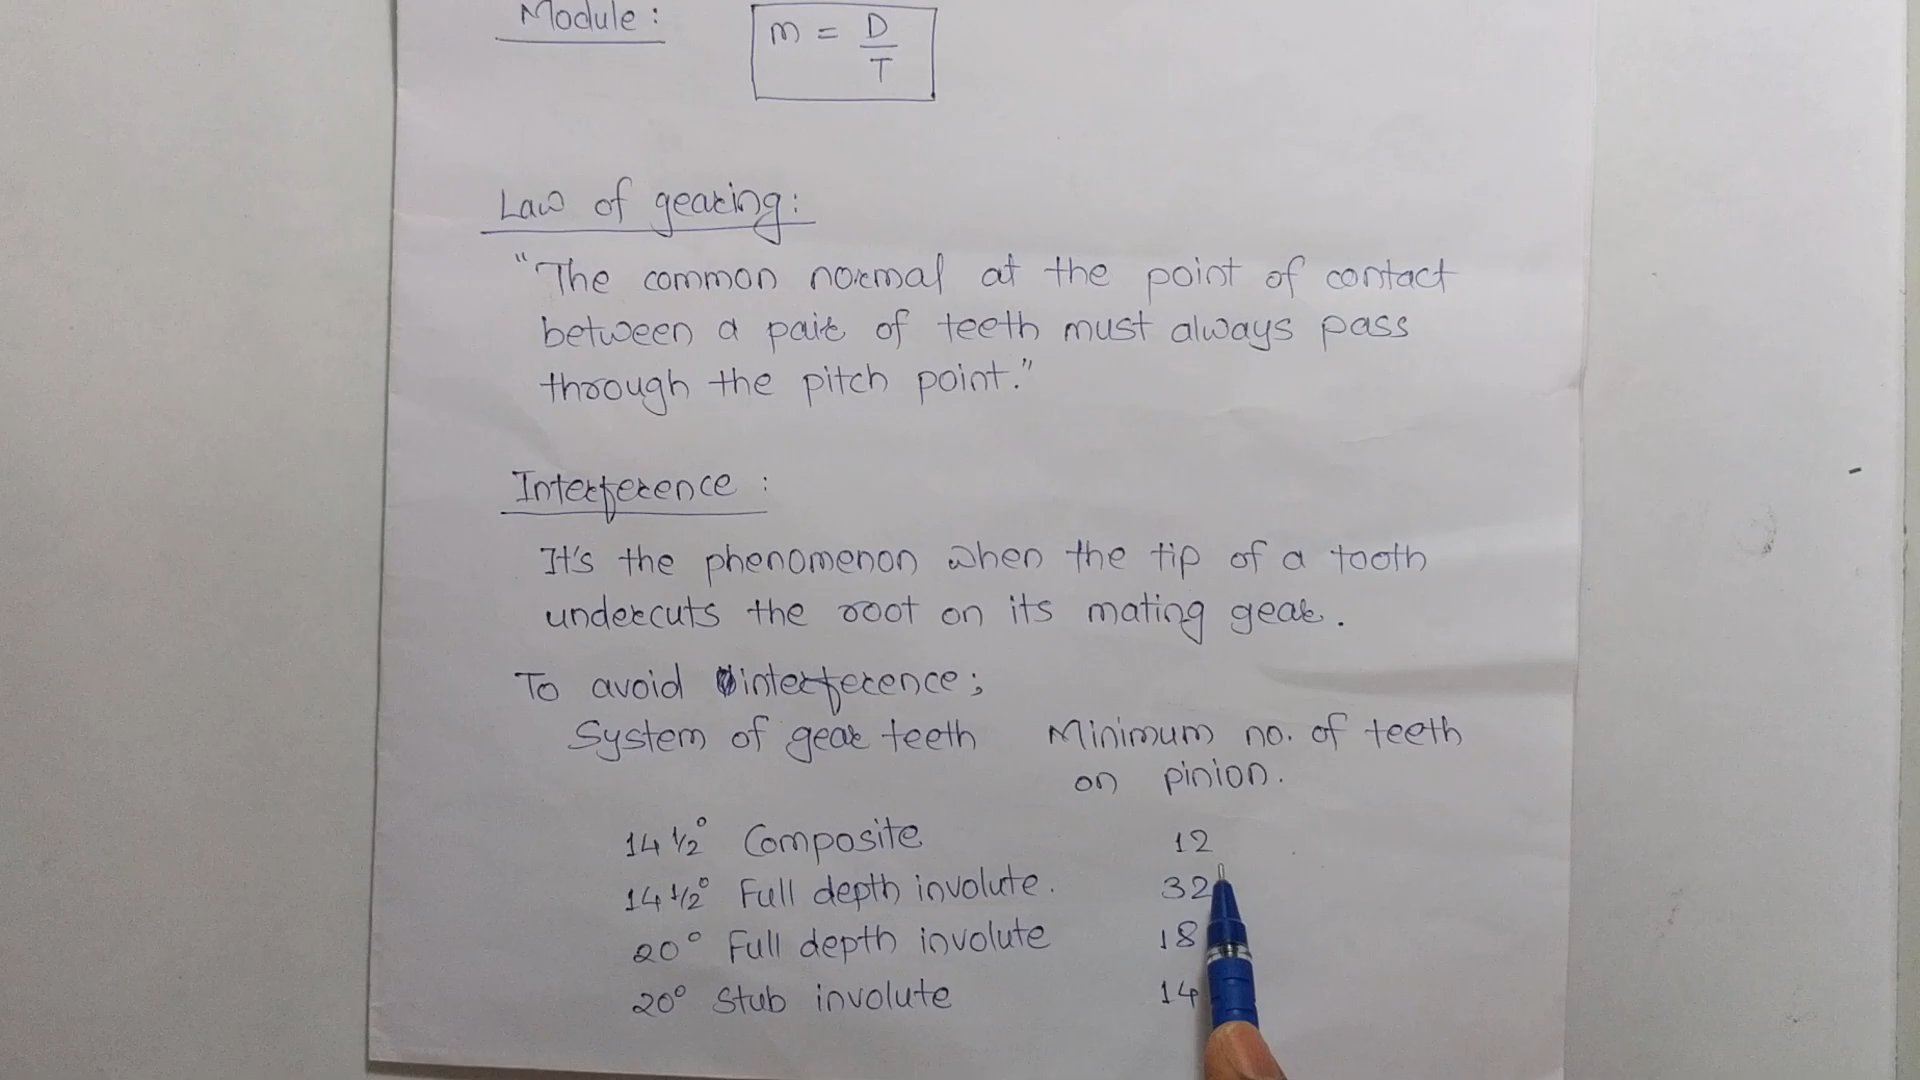 Module :
m = D/T
Law of gearing:
"The common normal at the point of contact
between a pair of teeth must always pass
through the pitch point."
Interference :
It's the phenomenon when the tip of a tooth
undercuts the root on its mating gear.
To avoid interference;
System of gear teeth Minimum no. of teeth
on pinion.
14 1/2° Composite 12
14 1/2° Full depth involute. 32
20° Full depth involute 18
20° Stub involute 14